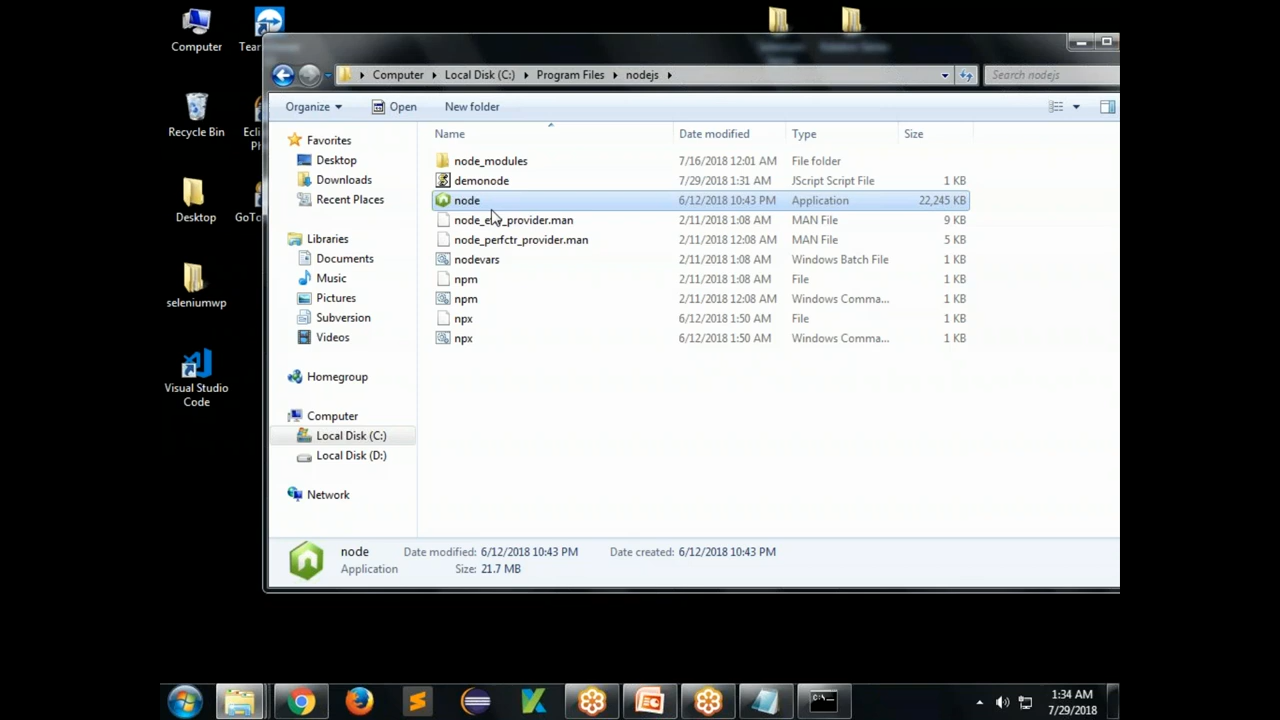 Computer
Recycle Bin
Desktop
seleniumwp
Visual Studio
Code
Computer Local Disk (C:) Program Files nodejs
Search nodejs
Organize Open New folder
Favorites
Desktop
Downloads
Recent Places
Libraries
Documents
Music
Pictures
Subversion
Videos
Homegroup
Computer
Local Disk (C:)
Local Disk (D:)
Network
Name Date modified Type Size
node_modules 7/16/2018 12:01 AM File folder
demonode 7/29/2018 1:31 AM JScript Script File 1 KB
node 6/12/2018 10:43 PM Application 22,245 KB
2/11/2018 1:08 AM MAN File 9 KB
node_perfctr_provider.man 2/11/2018 12:08 AM MAN File 5 KB
nodevars 2/11/2018 1:08 AM Windows Batch File 1 KB
npm 2/11/2018 1:08 AM File 1 KB
npm 2/11/2018 12:08 AM Windows Comma... 1 KB
npx 6/12/2018 1:50 AM File 1 KB
npx 6/12/2018 1:50 AM Windows Comma... 1 KB
node Date modified: 6/12/2018 10:43 PM Date created: 6/12/2018 10:43 PM
Application Size: 21.7 MB
1:34 AM
7/29/2018